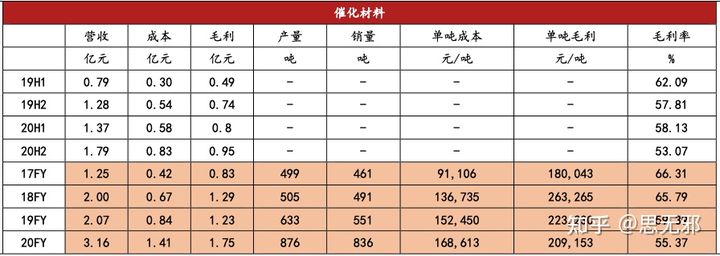 催化材料
营收 成本 毛利 产量 销量 单吨成本 单吨毛利 毛利率
亿元 亿元 亿元 吨 吨 元/吨 元/吨 %
19H1 0.79 0.30 0.49 – – – – 62.09
19H2 1.28 0.54 0.74 – – – – 57.81
20H1 1.37 0.58 0.8 – – – – 58.13
20H2 1.79 0.83 0.95 – – – – 53.07
17FY 1.25 0.42 0.83 499 461 91,106 180,043 66.31
18FY 2.00 0.67 1.29 505 491 136,735 263,265 65.79
19FY 2.07 0.84 1.23 633 551 152,450
20FY 3.16 1.41 1.75 876 836 168,613 209,153 55.37
知乎 @思无邪